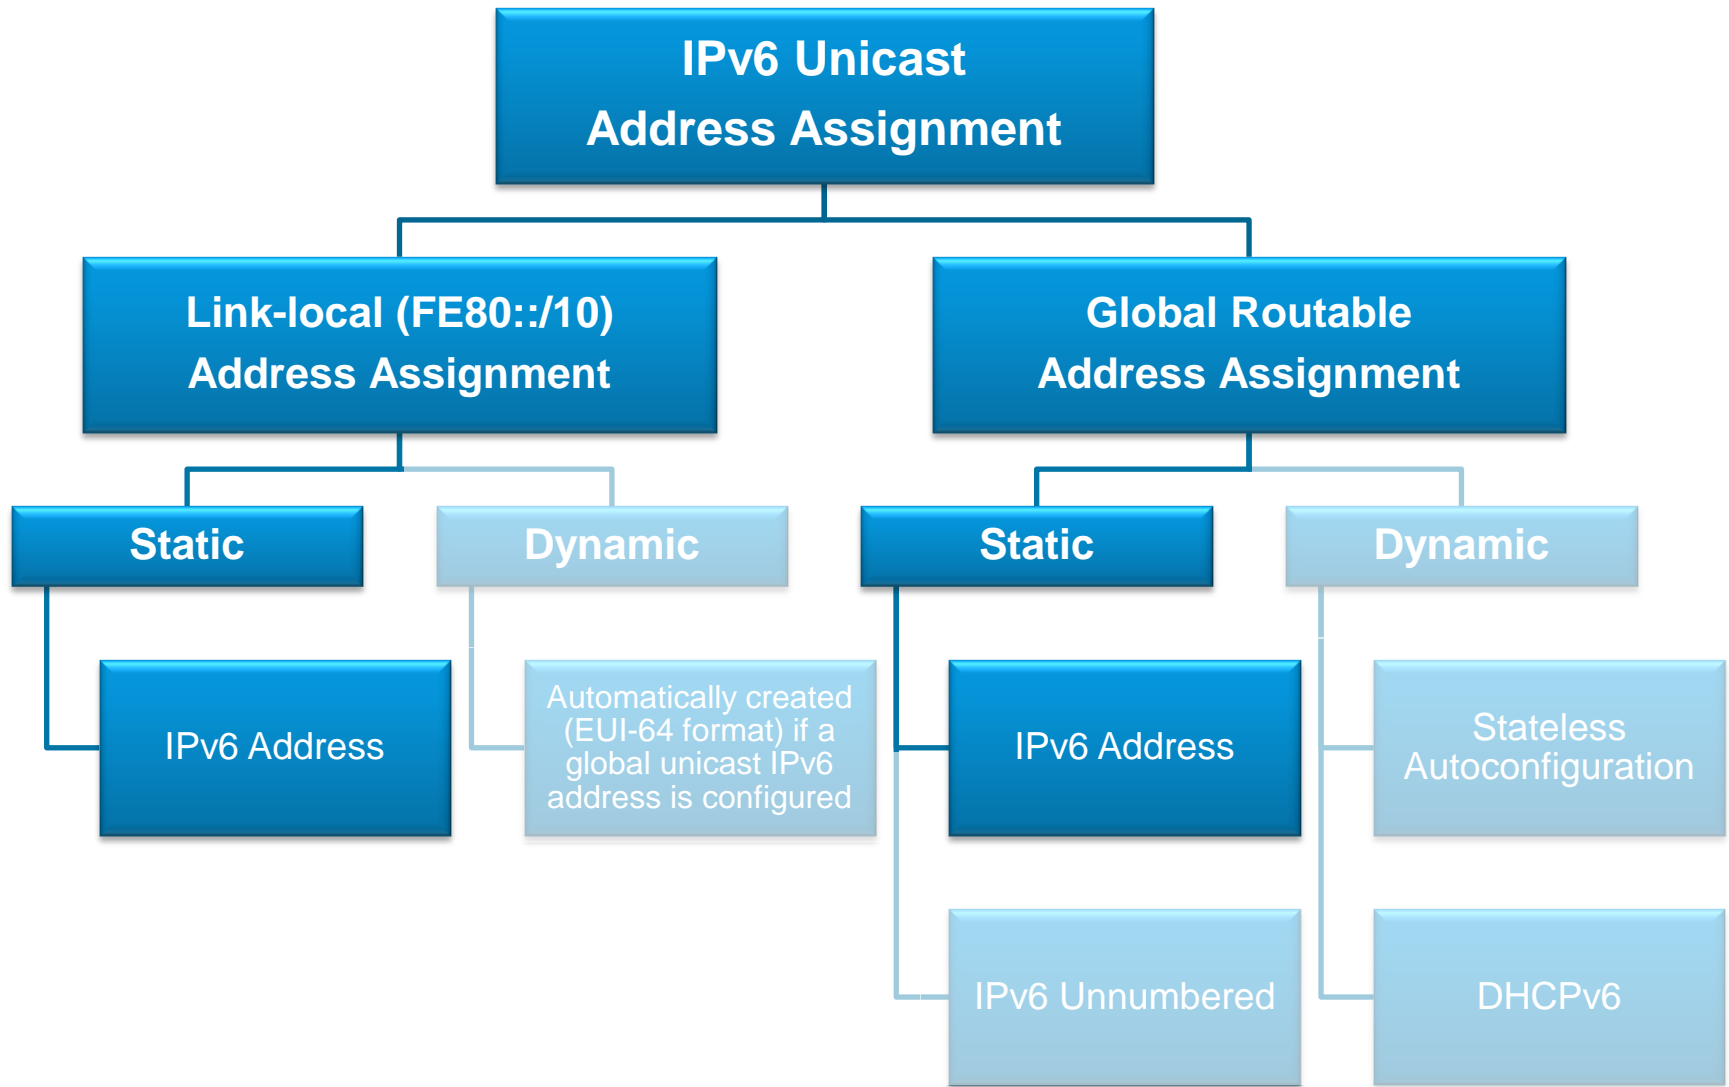 IPv6 Unicast
Address Assignment
Link-local (FE80::/10)
Address Assignment
Global Routable
Address Assignment
Static
Dynamic
Static
Dynamic
IPv6 Address
Automatically created
(EUI-64 format) if a
global unicast IPv6
address is configured
IPv6 Address
Stateless
Autoconfiguration
IPv6 Unnumbered
DHCPv6